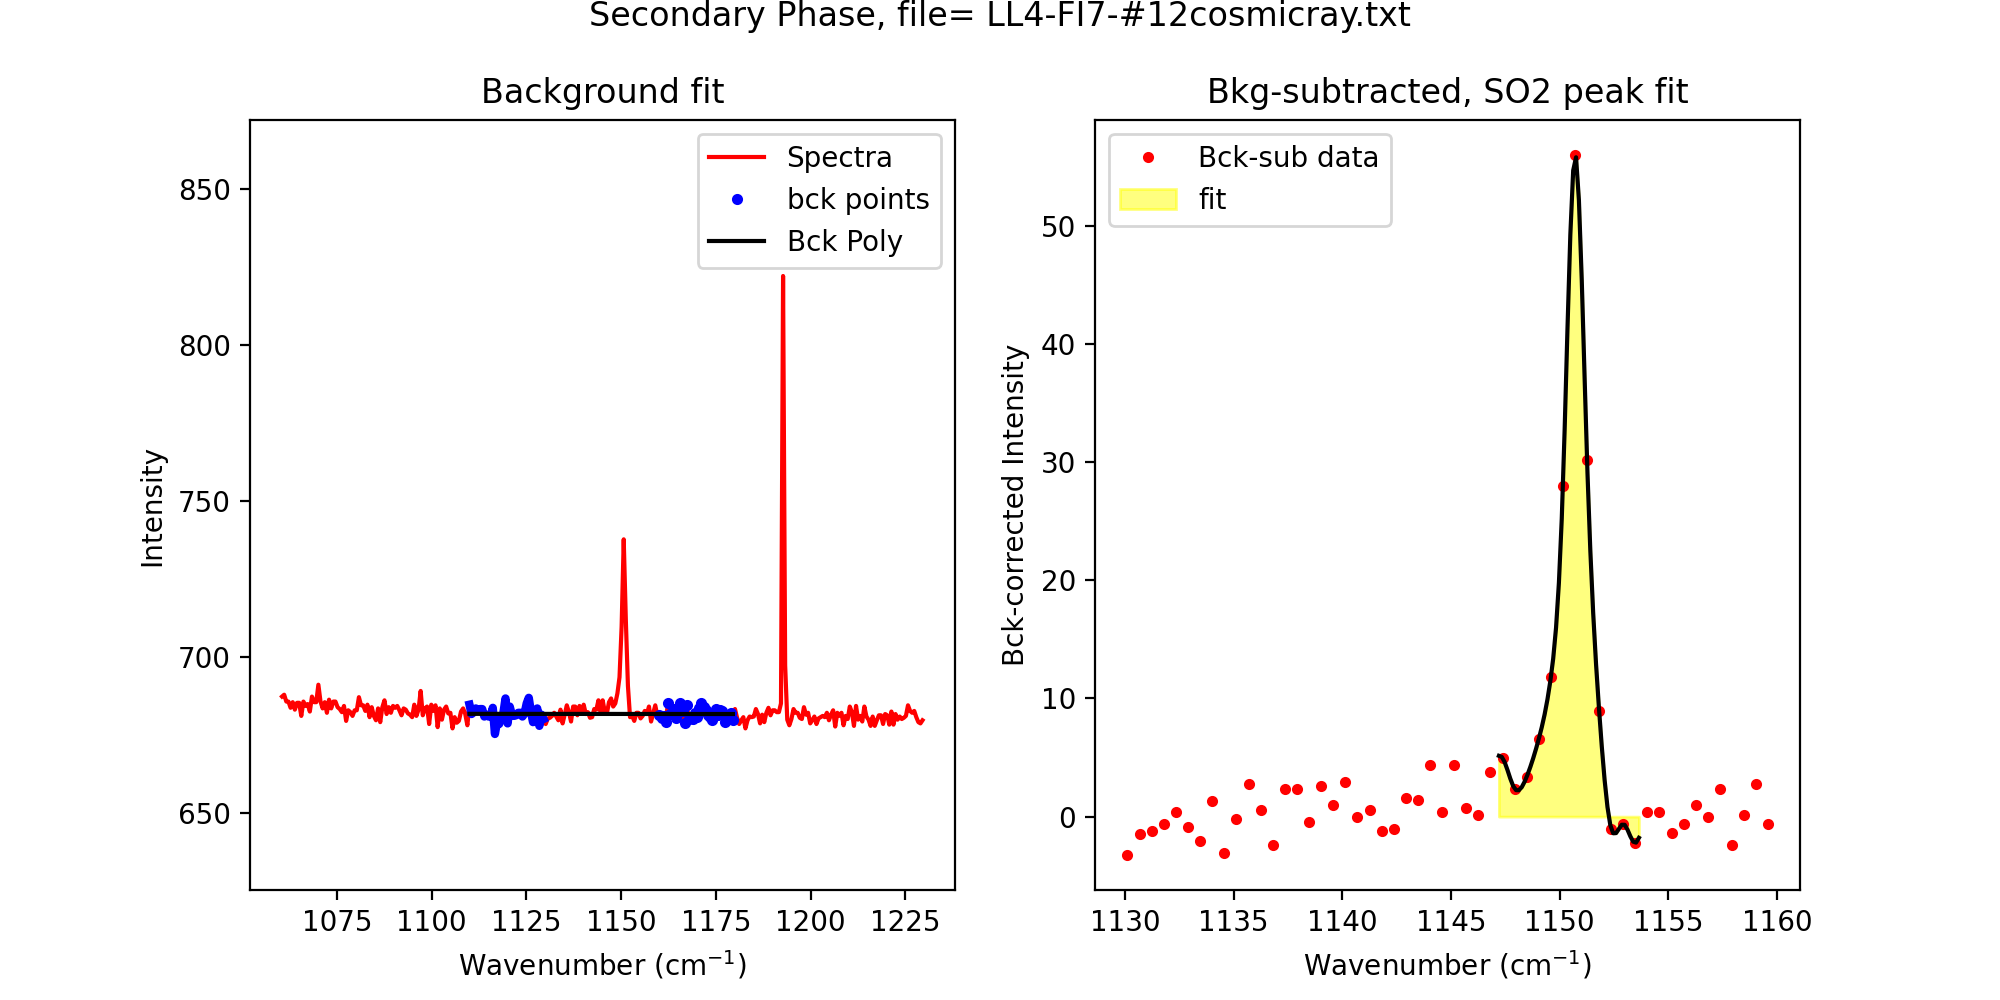 Secondary Phase, file= LL4-FI7-#12cosmicray.txt
Background fit
Spectra
bck points
Bck Poly
850
800
750
700
650
Intensity
1075 1100 1125 1150 1175 1200 1225
Wavenumber (cm⁻¹)
Bkg-subtracted, SO2 peak fit
Bck-sub data
fit
50
40
30
20
10
0
Bck-corrected Intensity
1130 1135 1140 1145 1150 1155 1160
Wavenumber (cm⁻¹)